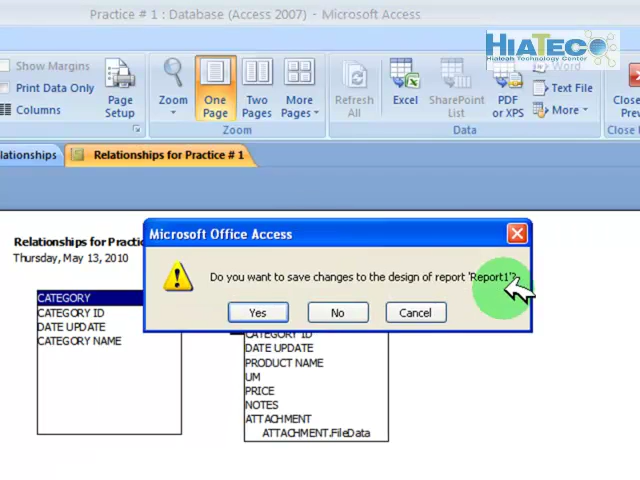 Practice # 1 : Database (Access 2007) - Microsoft Access
HIATECO
Hiateoh Technology Center
Show Margins
Print Data Only
Columns
Page
Setup
Zoom
One
Page
Two
Pages
More
Pages
Zoom
Refresh
All
Excel
SharePoint
List
PDF
or XPS
Word
Text File
More
Data
Close
Prev
Close
lationships
Relationships for Practice # 1
Relationships for Practic
Thursday, May 13, 2010
Microsoft Office Access
Do you want to save changes to the design of report 'Report1'?
Yes
No
Cancel
CATEGORY
CATEGORY ID
DATE UPDATE
CATEGORY NAME
CATEGORY ID
DATE UPDATE
PRODUCT NAME
UM
PRICE
NOTES
ATTACHMENT
ATTACHMENT.FileData